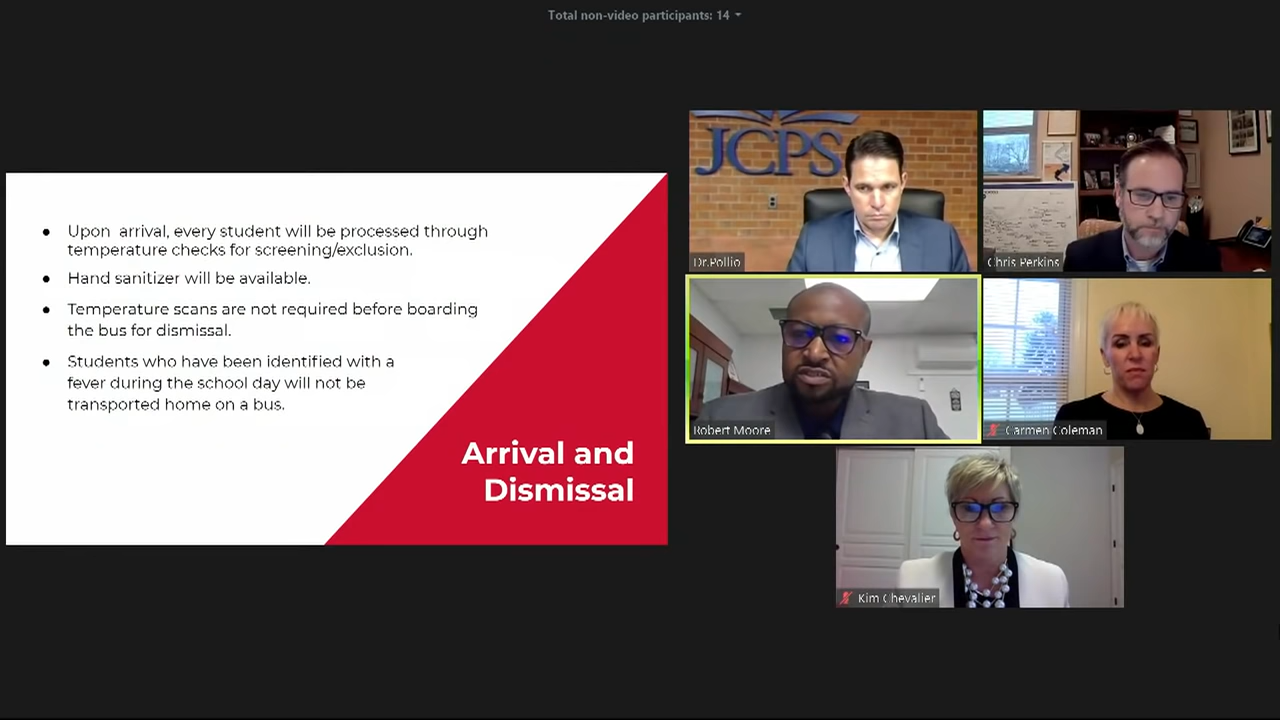 Total non-video participants: 14
● Upon arrival, every student will be processed through
temperature checks for screening/exclusion.
● Hand sanitizer will be available.
● Temperature scans are not required before boarding
the bus for dismissal.
● Students who have been identified with a
fever during the school day will not be
transported home on a bus.
Arrival and
Dismissal
JCPS
Dr.Pollio
Chris Perkins
Robert Moore
Carmen Coleman
Kim Chevalier